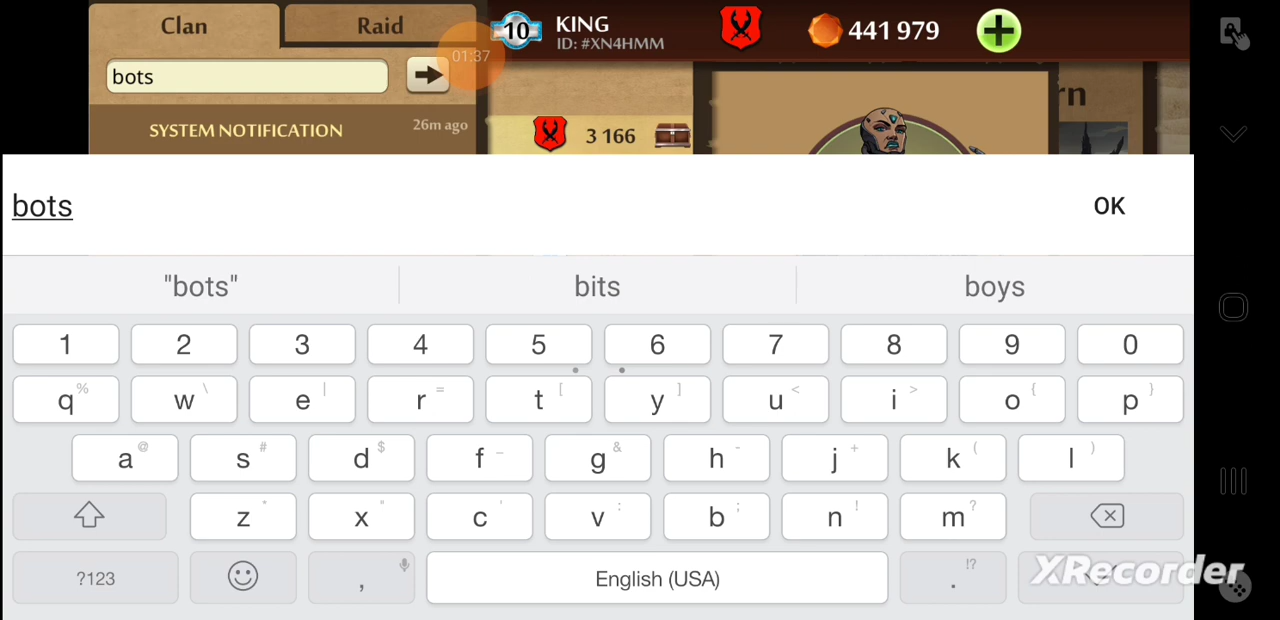 Clan
Raid
10
KING
ID: #XN4HMM
441 979
bots
01:37
SYSTEM NOTIFICATION
26m ago
3 166
rn
bots
OK
"bots"
bits
boys
1 2 3 4 5 6 7 8 9 0
q % w \ e | r = t [ y ] u < i > o { p }
a @ s # d $ f _ g & h - j + k ( l )
z * x " c ' v : b ; n ! m ?
?123 , English (USA) . !?
XRecorder